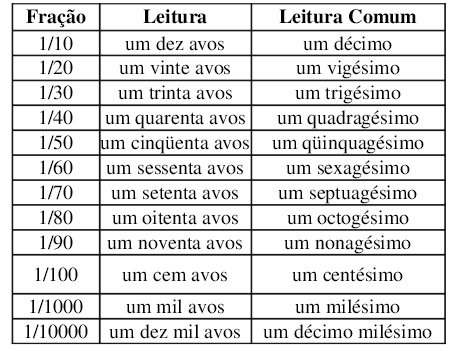 Fração Leitura Leitura Comum
1/10 um dez avos um décimo
1/20 um vinte avos um vigésimo
1/30 um trinta avos um trigésimo
1/40 um quarenta avos um quadragésimo
1/50 um cinqüenta avos um qüinquagésimo
1/60 um sessenta avos um sexagésimo
1/70 um setenta avos um septuagésimo
1/80 um oitenta avos um octogésimo
1/90 um noventa avos um nonagésimo
1/100 um cem avos um centésimo
1/1000 um mil avos um milésimo
1/10000 um dez mil avos um décimo milésimo